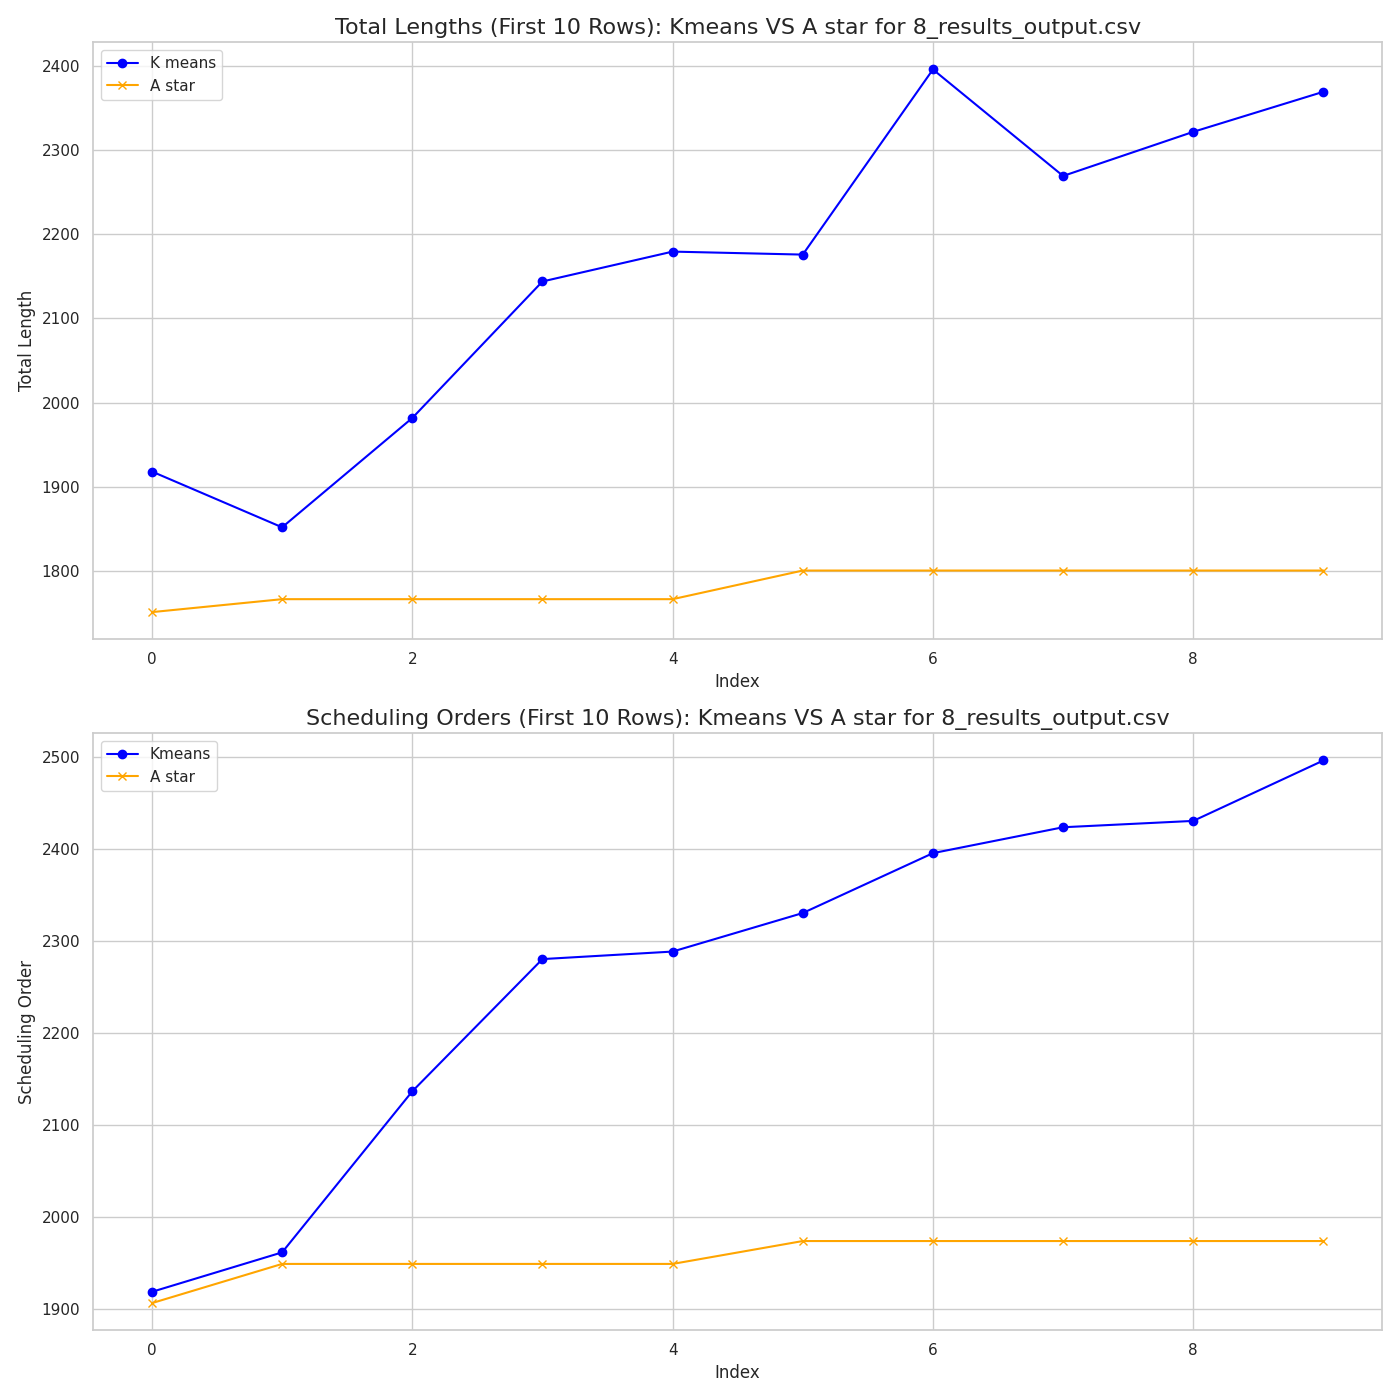 Total Lengths (First 10 Rows): Kmeans VS A star for 8_results_output.csv
K means
A star
2400
2300
2200
2100
2000
1900
1800
Total Length
0 2 4 6 8
Index
Scheduling Orders (First 10 Rows): Kmeans VS A star for 8_results_output.csv
Kmeans
A star
2500
2400
2300
2200
2100
2000
1900
Scheduling Order
0 2 4 6 8
Index